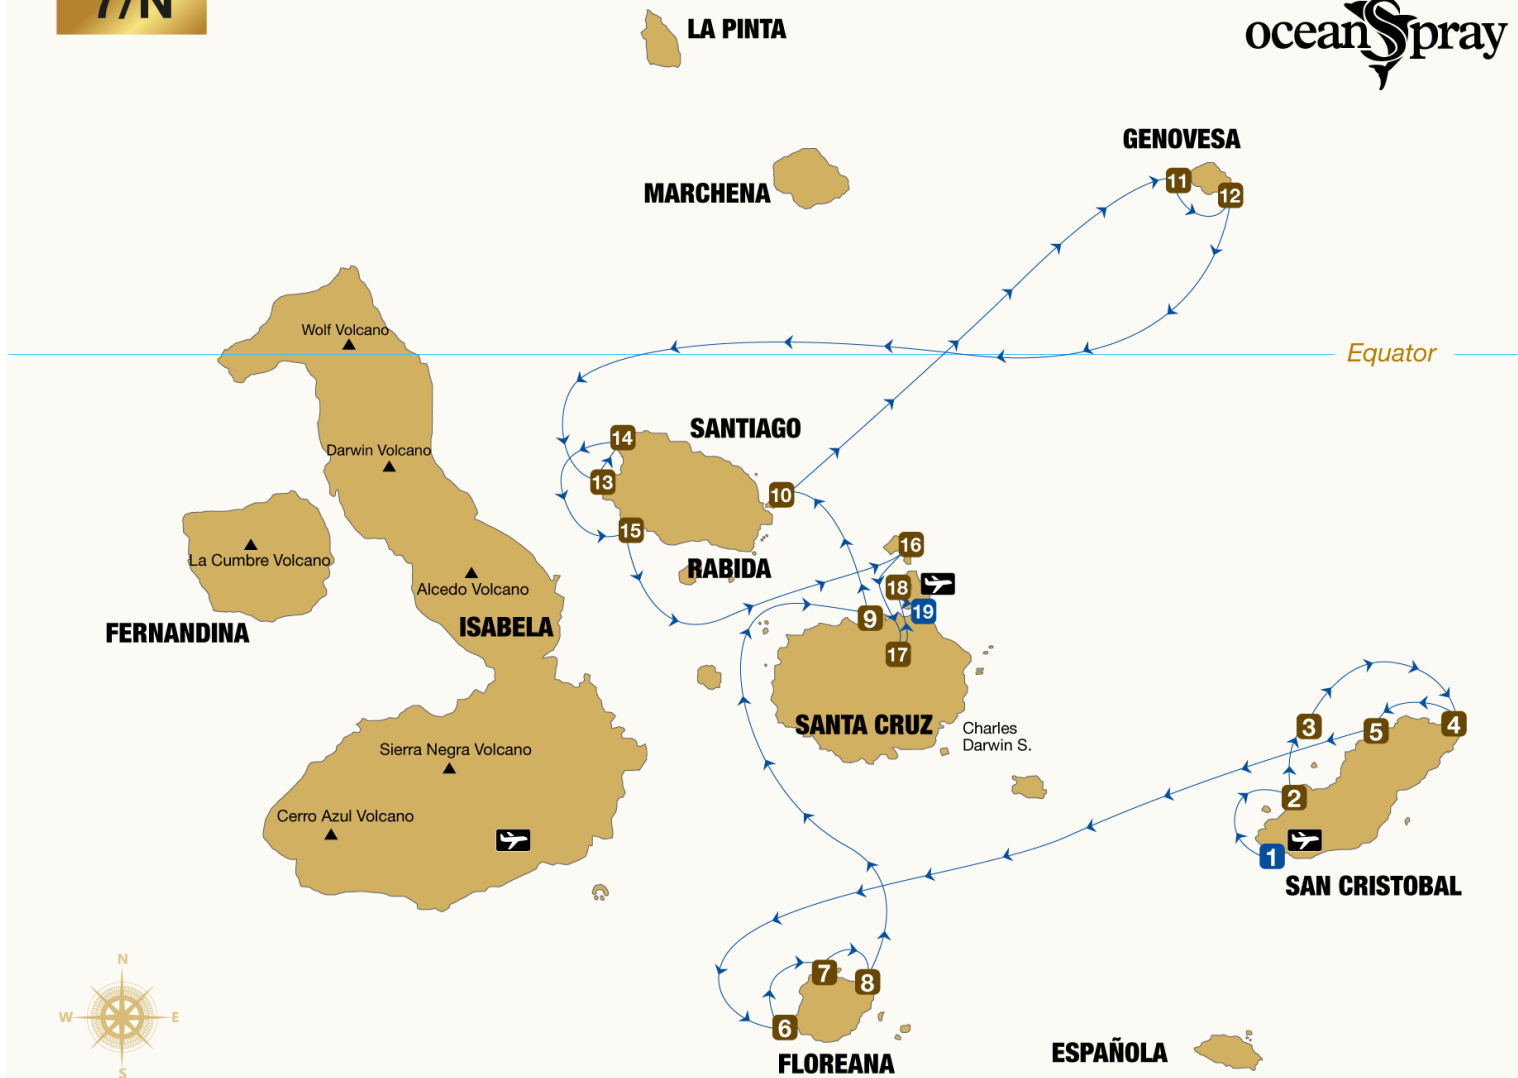 7/N
LA PINTA
oceanSpray
GENOVESA
11
12
MARCHENA
Wolf Volcano
Equator
SANTIAGO
14
Darwin Volcano
13
10
15
16
La Cumbre Volcano
RABIDA
18
Alcedo Volcano
19
9
FERNANDINA
ISABELA
17
SANTA CRUZ
Charles
Darwin S.
3
5
4
Sierra Negra Volcano
2
Cerro Azul Volcano
1
SAN CRISTOBAL
N
W
E
S
7
8
6
FLOREANA
ESPAÑOLA